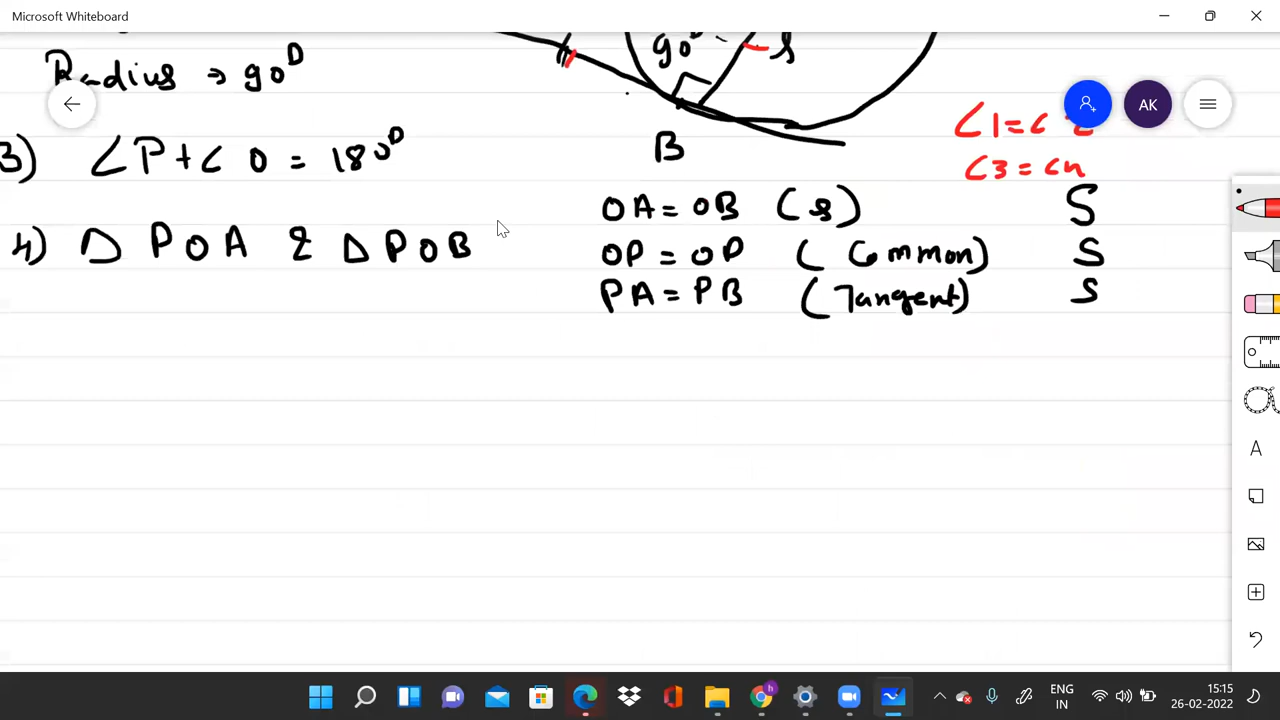 Microsoft Whiteboard
90°
Radius ⇒ 90°
B
AK
∠1=∠2
∠3=∠4
3) ∠P+∠O = 180°
OA = OB (r) S
4) Δ POA & Δ POB
OP = OP (Common) S
PA = PB (Tangent) S
A
ENG
IN
15:15
26-02-2022